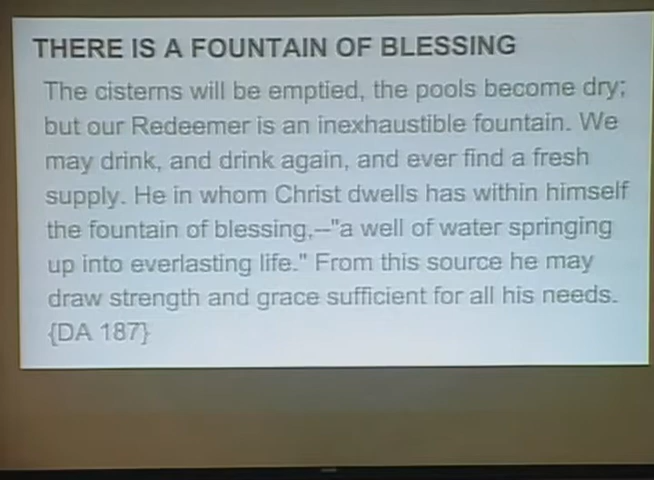 THERE IS A FOUNTAIN OF BLESSING
The cisterns will be emptied, the pools become dry;
but our Redeemer is an inexhaustible fountain. We
may drink, and drink again, and ever find a fresh
supply. He in whom Christ dwells has within himself
the fountain of blessing,--"a well of water springing
up into everlasting life." From this source he may
draw strength and grace sufficient for all his needs.
{DA 187}